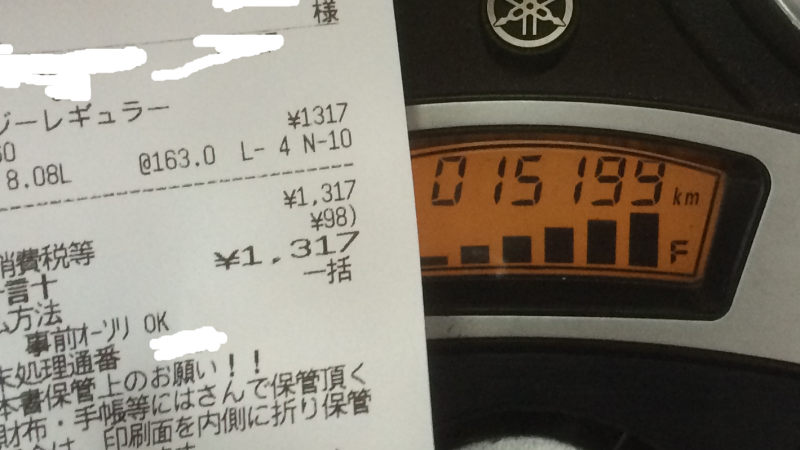 様
ジーレギュラー
¥1317
60
8.08L @163.0 L- 4 N-10
¥1,317
¥98)
消費税等
¥1,317
言十
一括
ム方法
事前オーソリ OK
末処理通番
本書保管上のお願い!!
財布・手帳等にはさんで保管頂く
印刷面を内側に折り保管
015199 km
F